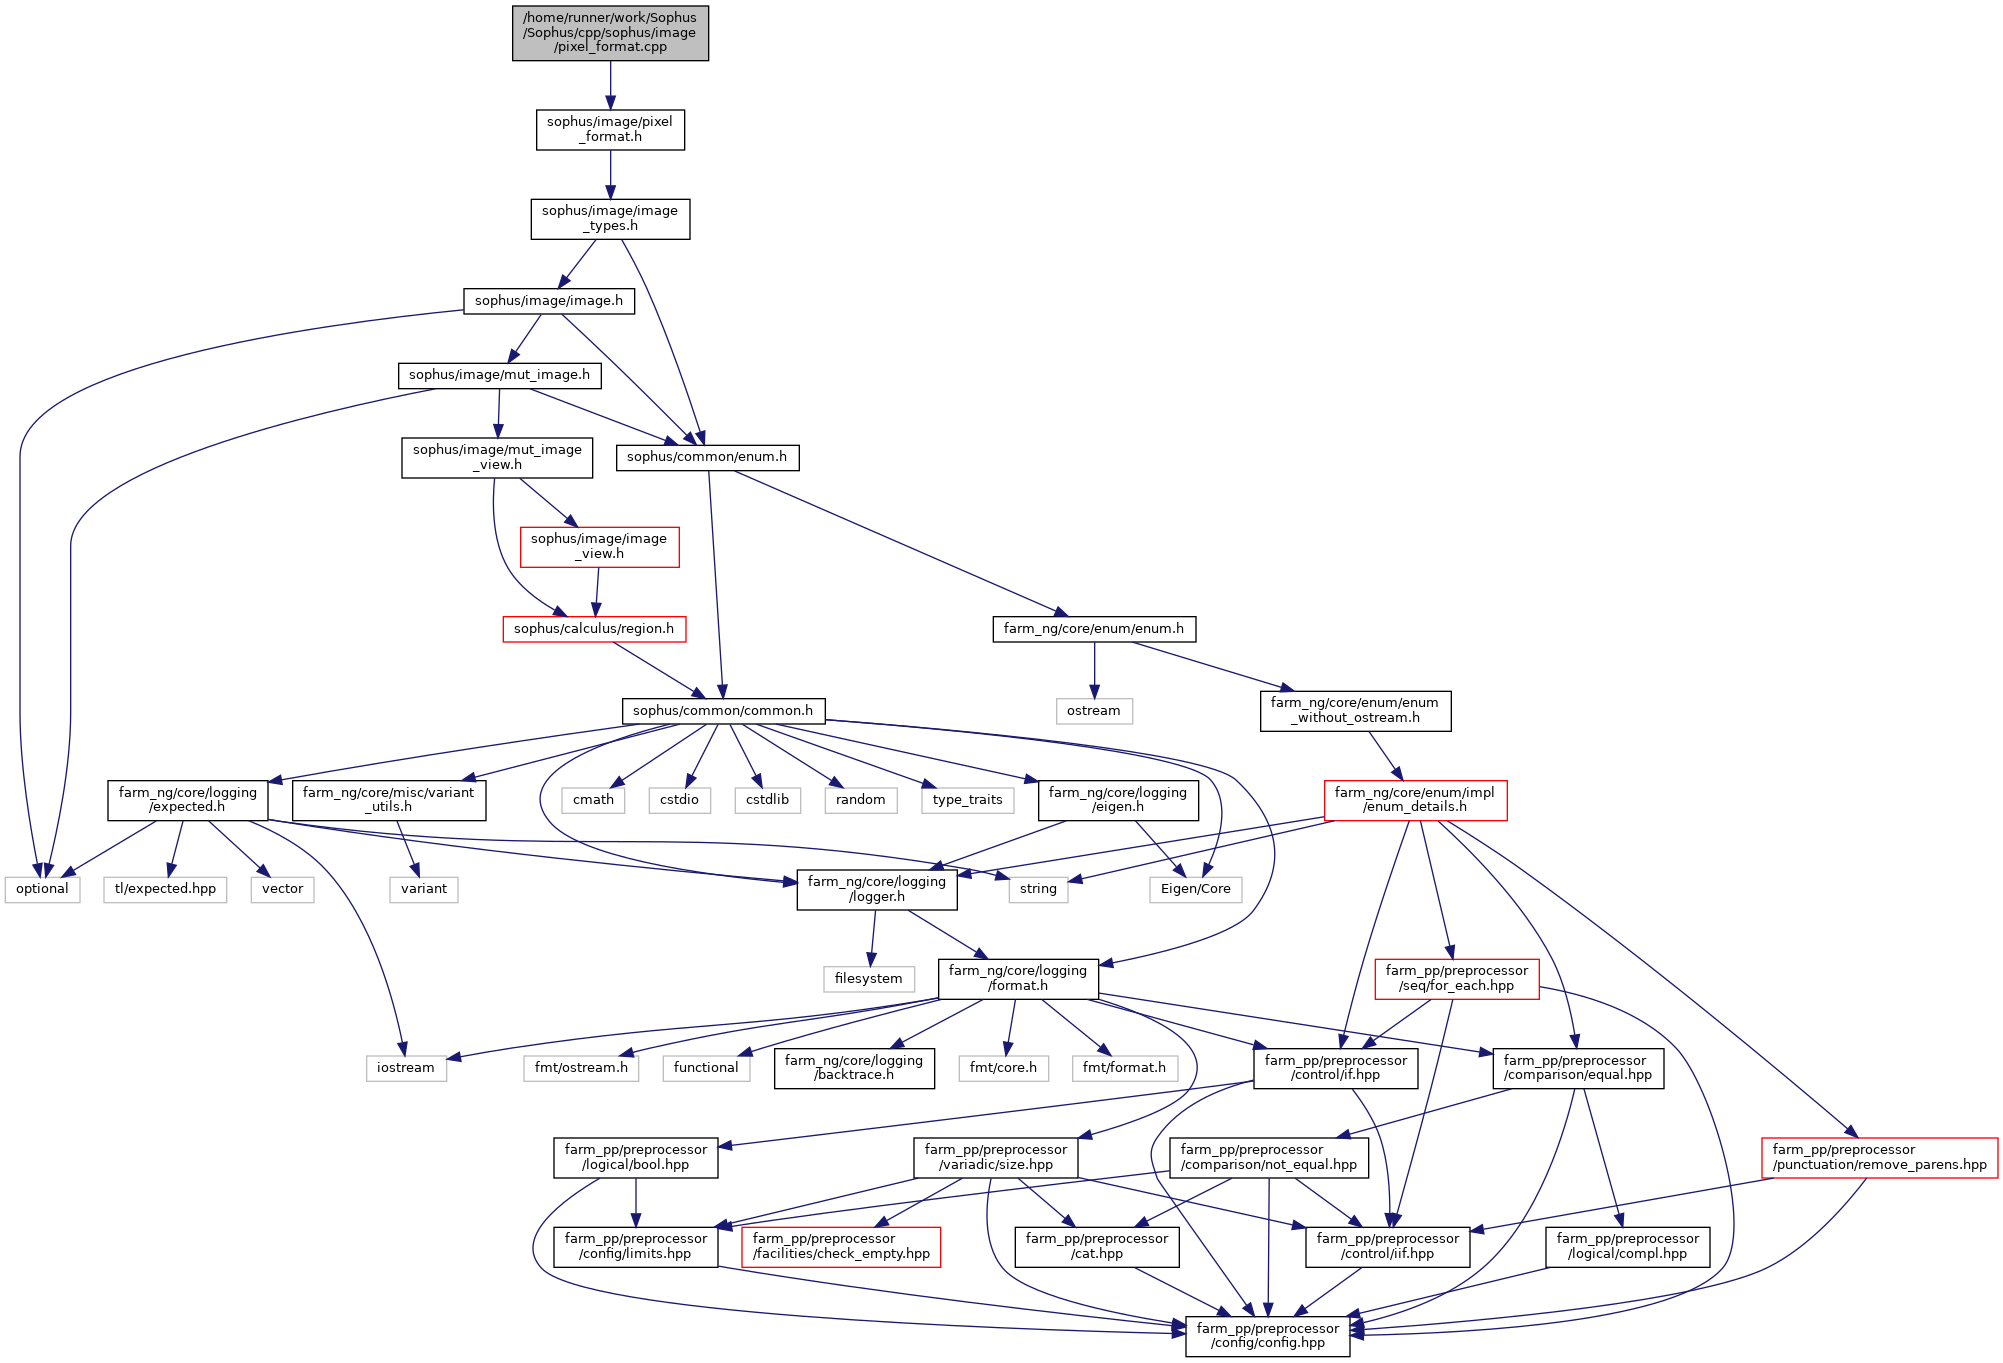 /home/runner/work/Sophus
/Sophus/cpp/sophus/image
/pixel_format.cpp
sophus/image/pixel
_format.h
sophus/image/image
_types.h
sophus/image/image.h
sophus/image/mut_image.h
sophus/image/mut_image
_view.h
sophus/common/enum.h
sophus/image/image
_view.h
sophus/calculus/region.h
farm_ng/core/enum/enum.h
sophus/common/common.h
ostream
farm_ng/core/enum/enum
_without_ostream.h
farm_ng/core/logging
/expected.h
farm_ng/core/misc/variant
_utils.h
cmath
cstdio
cstdlib
random
type_traits
farm_ng/core/logging
/eigen.h
farm_ng/core/enum/impl
/enum_details.h
optional
tl/expected.hpp
vector
variant
farm_ng/core/logging
/logger.h
string
Eigen/Core
filesystem
farm_ng/core/logging
/format.h
farm_pp/preprocessor
/seq/for_each.hpp
iostream
fmt/ostream.h
functional
farm_ng/core/logging
/backtrace.h
fmt/core.h
fmt/format.h
farm_pp/preprocessor
/control/if.hpp
farm_pp/preprocessor
/comparison/equal.hpp
farm_pp/preprocessor
/logical/bool.hpp
farm_pp/preprocessor
/variadic/size.hpp
farm_pp/preprocessor
/comparison/not_equal.hpp
farm_pp/preprocessor
/punctuation/remove_parens.hpp
farm_pp/preprocessor
/config/limits.hpp
farm_pp/preprocessor
/facilities/check_empty.hpp
farm_pp/preprocessor
/cat.hpp
farm_pp/preprocessor
/control/iif.hpp
farm_pp/preprocessor
/logical/compl.hpp
farm_pp/preprocessor
/config/config.hpp